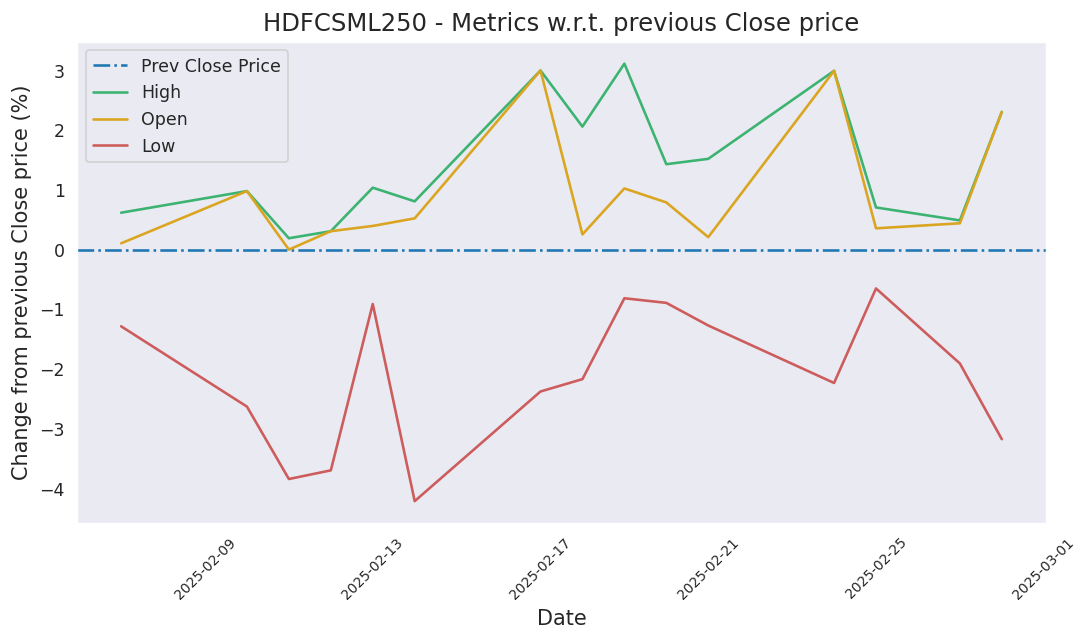 HDFCSML250 - Metrics w.r.t. previous Close price
Prev Close Price
High
Open
Low
Change from previous Close price (%)
3
2
1
0
−1
−2
−3
−4
2025-02-09
2025-02-13
2025-02-17
2025-02-21
2025-02-25
2025-03-01
Date